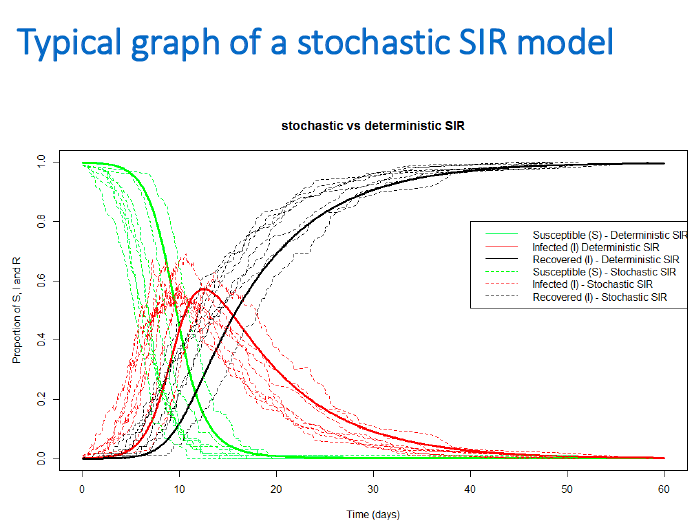 Typical graph of a stochastic SIR model
stochastic vs deterministic SIR
Proportion of S, I and R
1.0
0.8
0.6
0.4
0.2
0.0
Susceptible (S) - Deterministic SIR
Infected (I) Deterministic SIR
Recovered (I) - Deterministic SIR
Susceptible (S) - Stochastic SIR
Infected (I) - Stochastic SIR
Recovered (I) - Stochastic SIR
0 10 20 30 40 50 60
Time (days)